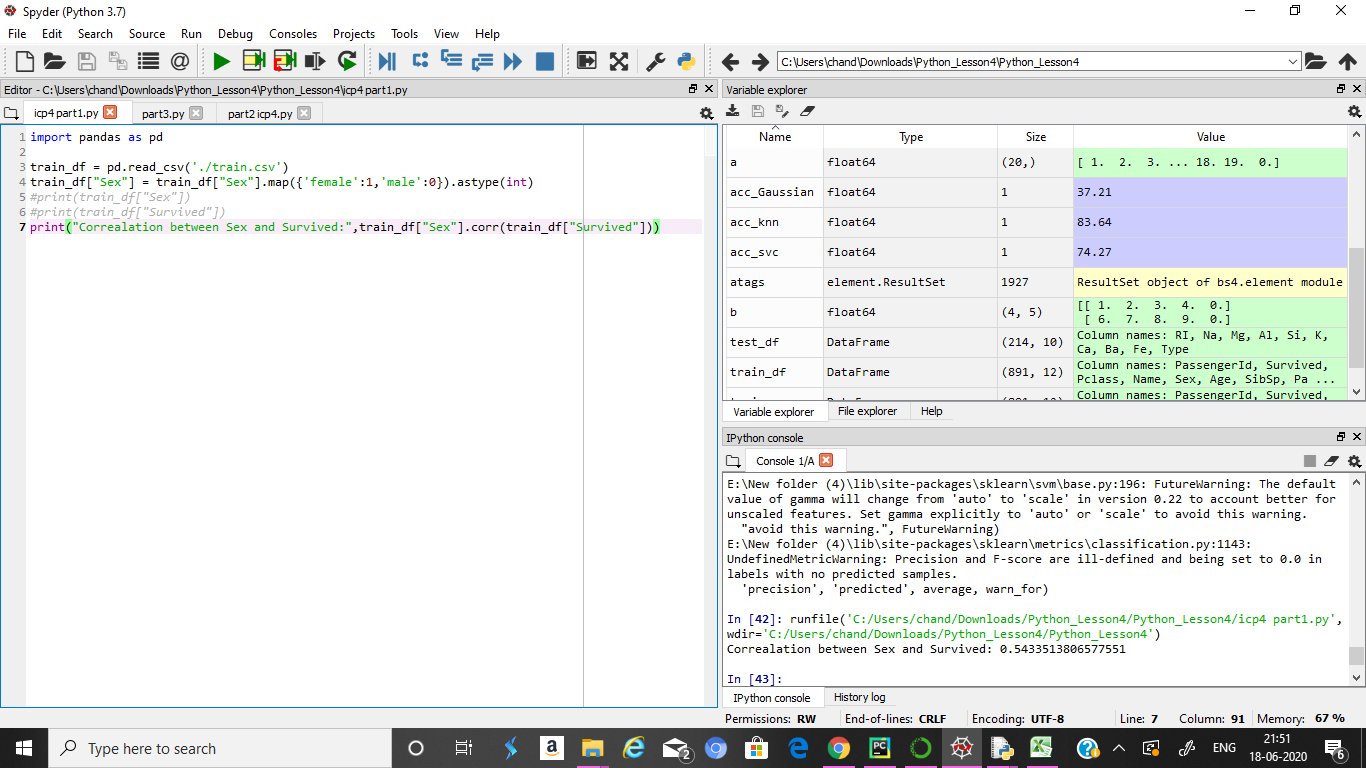 Spyder (Python 3.7)
File Edit Search Source Run Debug Consoles Projects Tools View Help
C:\Users\chand\Downloads\Python_Lesson4\Python_Lesson4
Editor - C:\Users\chand\Downloads\Python_Lesson4\Python_Lesson4\icp4 part1.py
icp4 part1.py part3.py part2 icp4.py
1 import pandas as pd
2
3 train_df = pd.read_csv('./train.csv')
4 train_df["Sex"] = train_df["Sex"].map({'female':1,'male':0}).astype(int)
5 #print(train_df["Sex"])
6 #print(train_df["Survived"])
7 print("Correalation between Sex and Survived:",train_df["Sex"].corr(train_df["Survived"]))
Variable explorer
Name Type Size Value
a float64 (20,) [ 1. 2. 3. ... 18. 19. 0.]
acc_Gaussian float64 1 37.21
acc_knn float64 1 83.64
acc_svc float64 1 74.27
atags element.ResultSet 1927 ResultSet object of bs4.element module
b float64 (4, 5) [[ 1. 2. 3. 4. 0.]
[ 6. 7. 8. 9. 0.]
test_df DataFrame (214, 10) Column names: RI, Na, Mg, Al, Si, K,
Ca, Ba, Fe, Type
train_df DataFrame (891, 12) Column names: PassengerId, Survived,
Pclass, Name, Sex, Age, SibSp, Pa ...
Column names: PassengerId, Survived,
Variable explorer File explorer Help
IPython console
Console 1/A
E:\New folder (4)\lib\site-packages\sklearn\svm\base.py:196: FutureWarning: The default
value of gamma will change from 'auto' to 'scale' in version 0.22 to account better for
unscaled features. Set gamma explicitly to 'auto' or 'scale' to avoid this warning.
"avoid this warning.", FutureWarning)
E:\New folder (4)\lib\site-packages\sklearn\metrics\classification.py:1143:
UndefinedMetricWarning: Precision and F-score are ill-defined and being set to 0.0 in
labels with no predicted samples.
'precision', 'predicted', average, warn_for)
In [42]: runfile('C:/Users/chand/Downloads/Python_Lesson4/Python_Lesson4/icp4 part1.py',
wdir='C:/Users/chand/Downloads/Python_Lesson4/Python_Lesson4')
Correalation between Sex and Survived: 0.5433513806577551
In [43]:
IPython console History log
Permissions: RW End-of-lines: CRLF Encoding: UTF-8 Line: 7 Column: 91 Memory: 67 %
Type here to search
2
ENG
21:51
18-06-2020
6